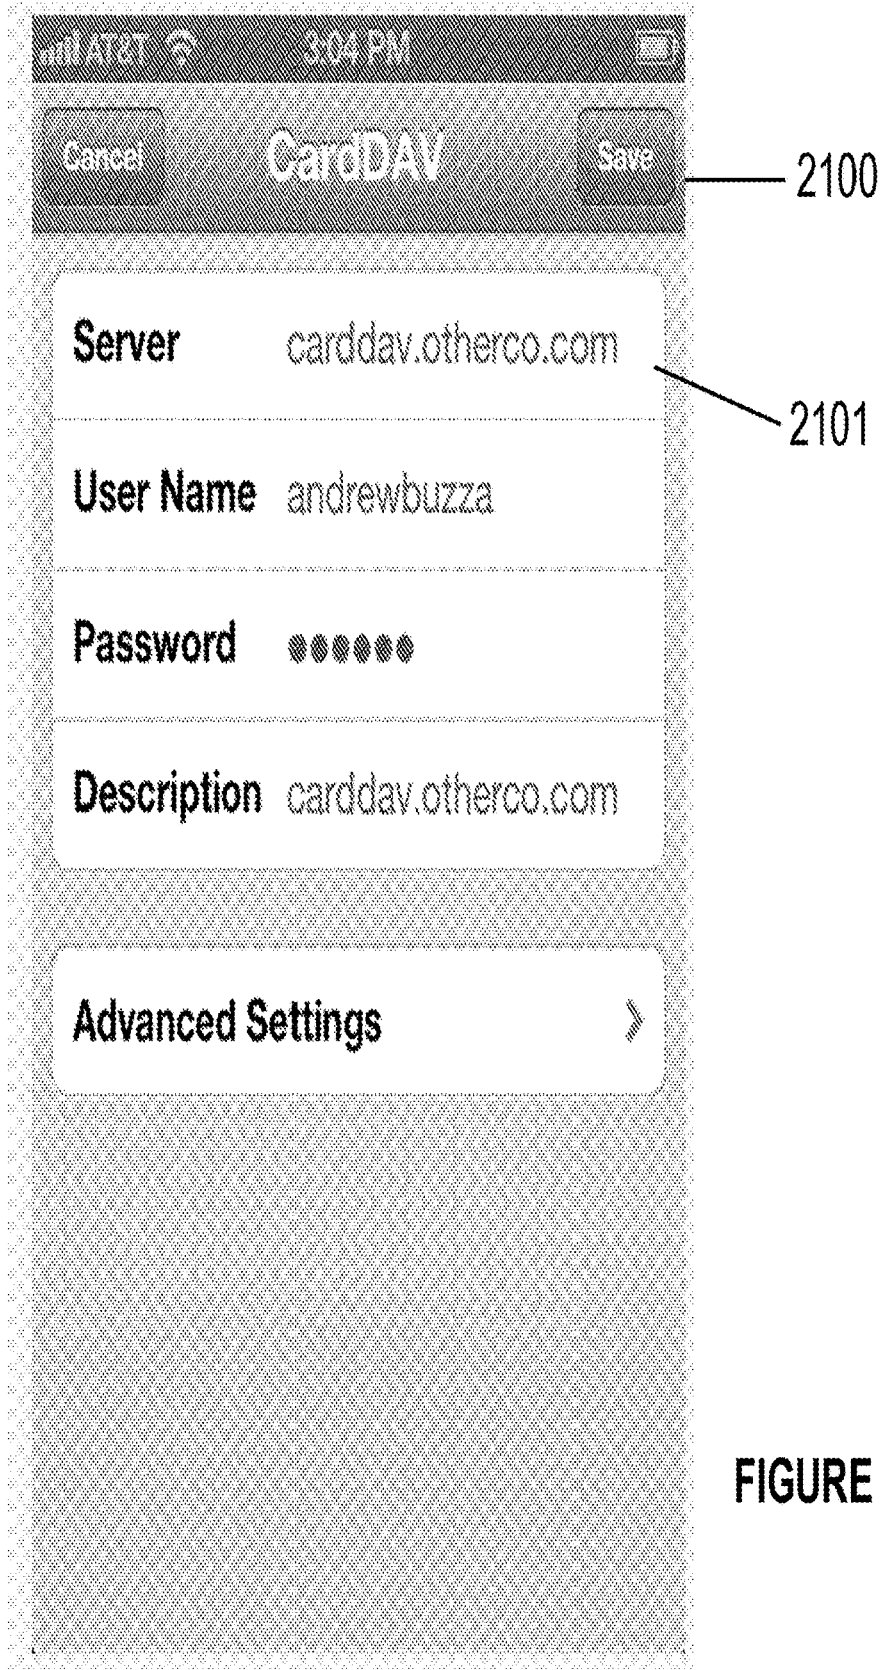 AT&T 3:04 PM
Cancel CardDAV Save
2100
Server carddav.otherco.com
2101
User Name andrewbuzza
Password ●●●●●●
Description carddav.otherco.com
Advanced Settings
FIGURE